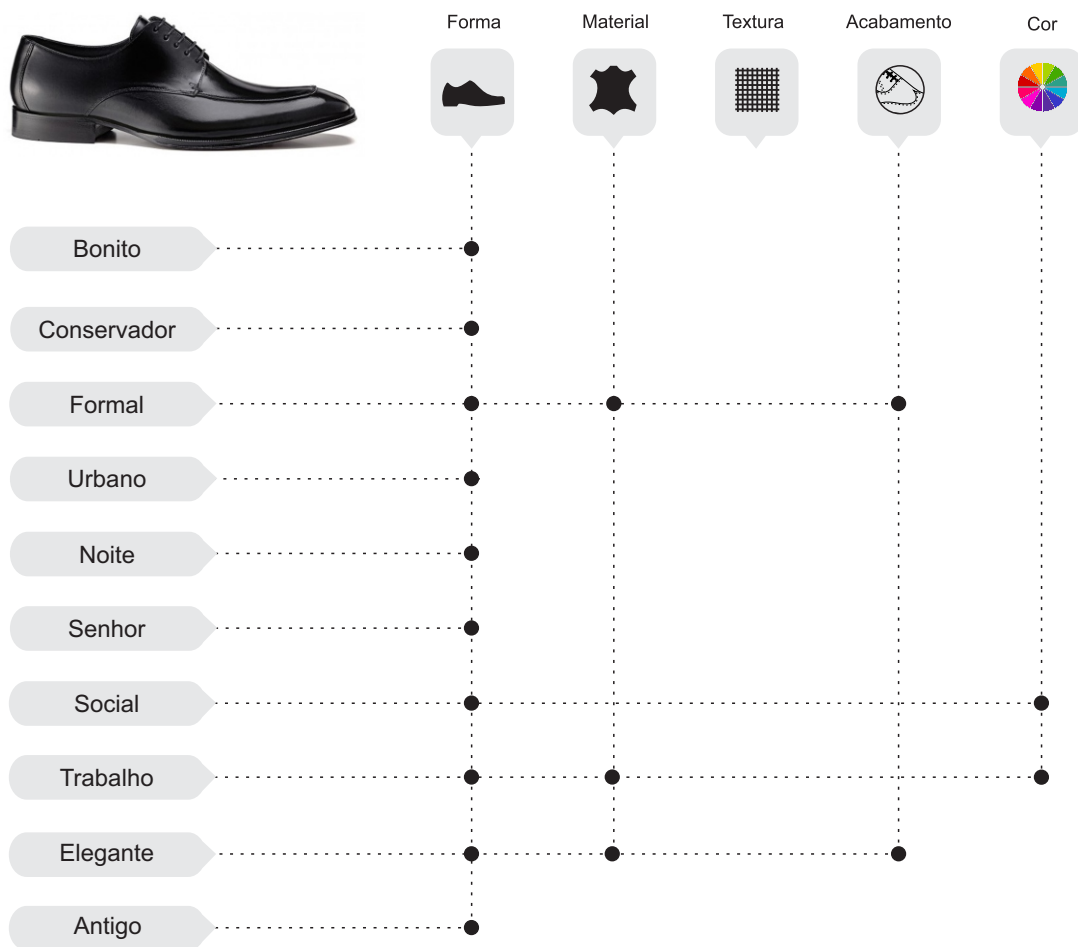 Forma Material Textura Acabamento Cor
Bonito
Conservador
Formal
Urbano
Noite
Senhor
Social
Trabalho
Elegante
Antigo